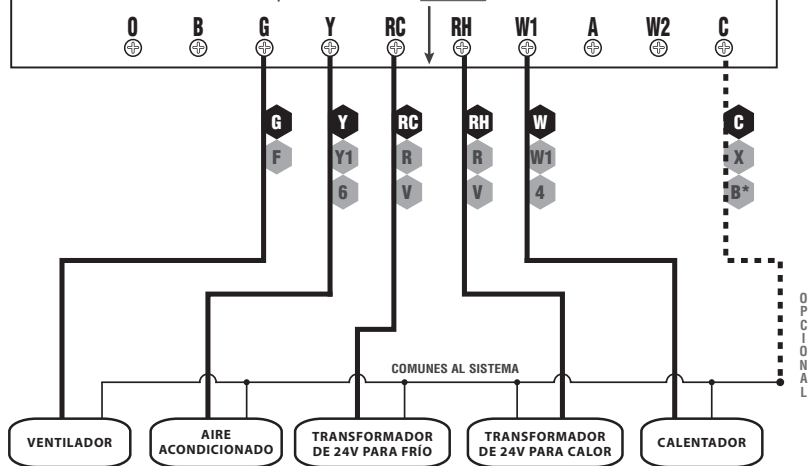 O B G Y RC RH W1 A W2 C
G Y RC RH W C
F Y1 R R W1 X
6 V V 4 B*
OPCIONAL
COMUNES AL SISTEMA
VENTILADOR
AIRE
ACONDICIONADO
TRANSFORMADOR
DE 24V PARA FRÍO
TRANSFORMADOR
DE 24V PARA CALOR
CALENTADOR